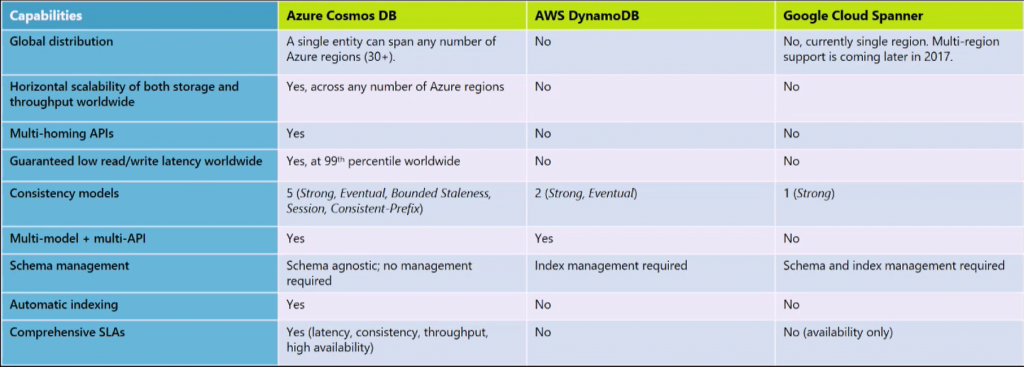 Capabilities Azure Cosmos DB AWS DynamoDB Google Cloud Spanner
Global distribution A single entity can span any number of No No, currently single region. Multi-region
Azure regions (30+). support is coming later in 2017.
Horizontal scalability of both storage and Yes, across any number of Azure regions No No
throughput worldwide
Multi-homing APIs Yes No No
Guaranteed low read/write latency worldwide Yes, at 99th percentile worldwide No No
Consistency models 5 (Strong, Eventual, Bounded Staleness, 2 (Strong, Eventual) 1 (Strong)
Session, Consistent-Prefix)
Multi-model + multi-API Yes Yes No
Schema management Schema agnostic; no management Index management required Schema and index management required
required
Automatic indexing Yes No No
Comprehensive SLAs Yes (latency, consistency, throughput, No No (availability only)
high availability)